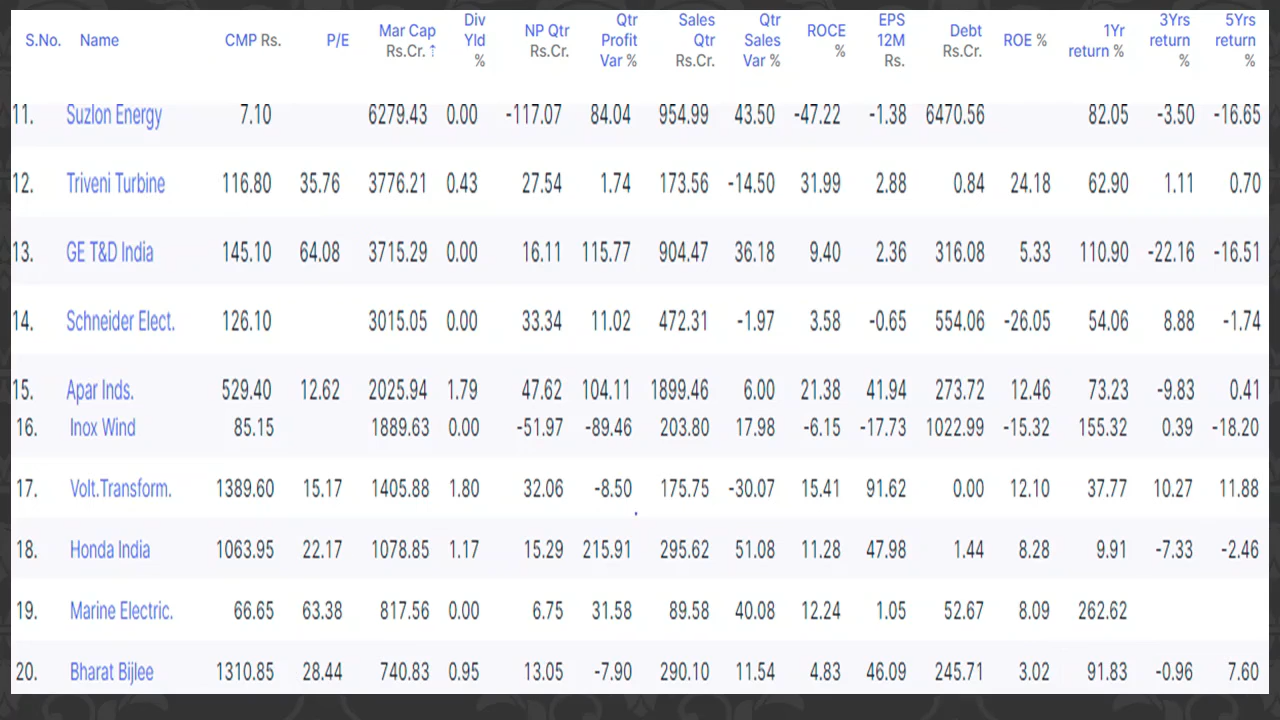 S.No. Name CMP Rs. P/E Mar Cap Rs.Cr. ↑ Div Yld % NP Qtr Rs.Cr. Qtr Profit Var % Sales Qtr Rs.Cr. Qtr Sales Var % ROCE % EPS 12M Rs. Debt Rs.Cr. ROE % 1Yr return % 3Yrs return % 5Yrs return %
11. Suzlon Energy 7.10 6279.43 0.00 -117.07 84.04 954.99 43.50 -47.22 -1.38 6470.56 82.05 -3.50 -16.65
12. Triveni Turbine 116.80 35.76 3776.21 0.43 27.54 1.74 173.56 -14.50 31.99 2.88 0.84 24.18 62.90 1.11 0.70
13. GE T&D India 145.10 64.08 3715.29 0.00 16.11 115.77 904.47 36.18 9.40 2.36 316.08 5.33 110.90 -22.16 -16.51
14. Schneider Elect. 126.10 3015.05 0.00 33.34 11.02 472.31 -1.97 3.58 -0.65 554.06 -26.05 54.06 8.88 -1.74
15. Apar Inds. 529.40 12.62 2025.94 1.79 47.62 104.11 1899.46 6.00 21.38 41.94 273.72 12.46 73.23 -9.83 0.41
16. Inox Wind 85.15 1889.63 0.00 -51.97 -89.46 203.80 17.98 -6.15 -17.73 1022.99 -15.32 155.32 0.39 -18.20
17. Volt.Transform. 1389.60 15.17 1405.88 1.80 32.06 -8.50 175.75 -30.07 15.41 91.62 0.00 12.10 37.77 10.27 11.88
18. Honda India 1063.95 22.17 1078.85 1.17 15.29 215.91 295.62 51.08 11.28 47.98 1.44 8.28 9.91 -7.33 -2.46
19. Marine Electric. 66.65 63.38 817.56 0.00 6.75 31.58 89.58 40.08 12.24 1.05 52.67 8.09 262.62
20. Bharat Bijlee 1310.85 28.44 740.83 0.95 13.05 -7.90 290.10 11.54 4.83 46.09 245.71 3.02 91.83 -0.96 7.60